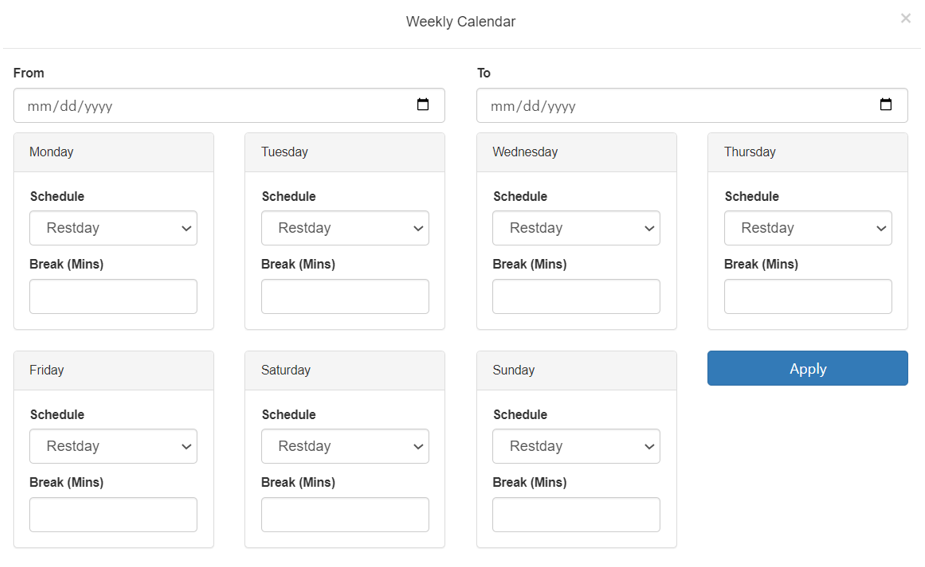 Weekly Calendar ×
From To
mm/dd/yyyy mm/dd/yyyy
Monday Tuesday Wednesday Thursday
Schedule Schedule Schedule Schedule
Restday Restday Restday Restday
Break (Mins) Break (Mins) Break (Mins) Break (Mins)
Friday Saturday Sunday Apply
Schedule Schedule Schedule
Restday Restday Restday
Break (Mins) Break (Mins) Break (Mins)